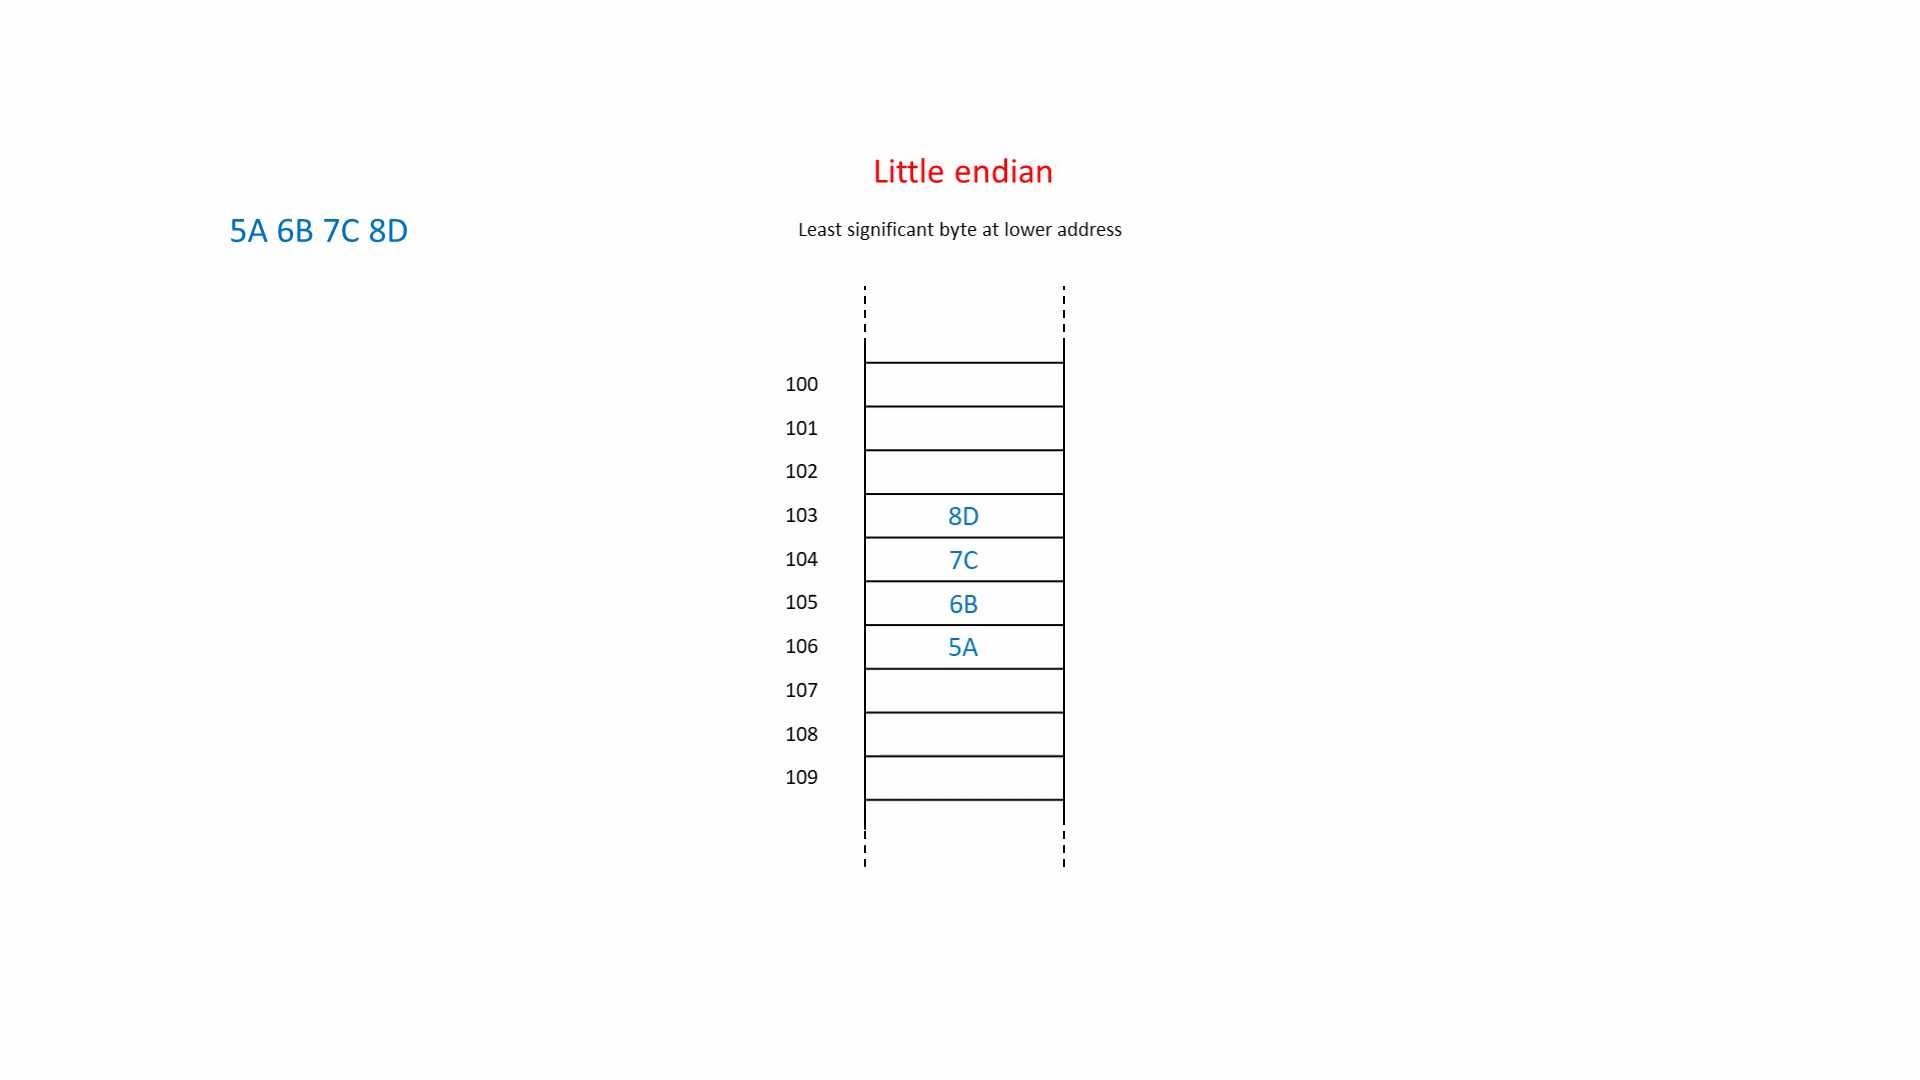 Little endian
5A 6B 7C 8D
Least significant byte at lower address
100
101
102
103 8D
104 7C
105 6B
106 5A
107
108
109